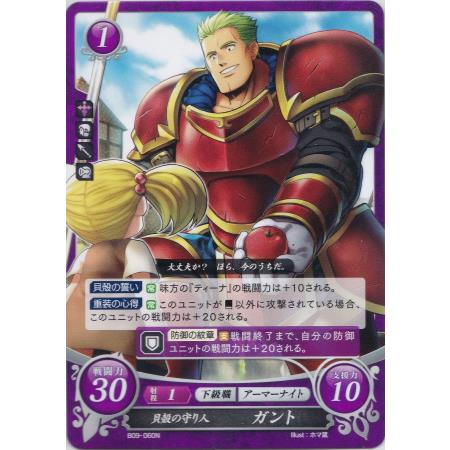 1
大丈夫か？ ほら、今のうちだ。
貝殻の誓い 常 味方の『ティーナ』の戦闘力は＋10される。
重装の心得 常 このユニットが■以外に攻撃されている場合、
このユニットの戦闘力は＋20される。
防御の紋章 支 戦闘終了まで、自分の防御
ユニットの戦闘力は＋20される。
戦闘力 30
射程 1
下級職
アーマーナイト
支援力 10
貝殻の守り人 ガント
B09-060N
Illust：ホマ蔵